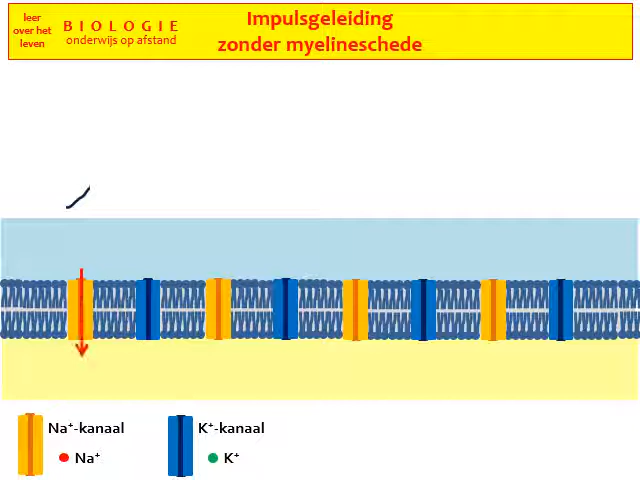 leer
over het
leven
B I O L O G I E
onderwijs op afstand
Impulsgeleiding
zonder myelineschede
Na⁺-kanaal
K⁺-kanaal
Na⁺
K⁺